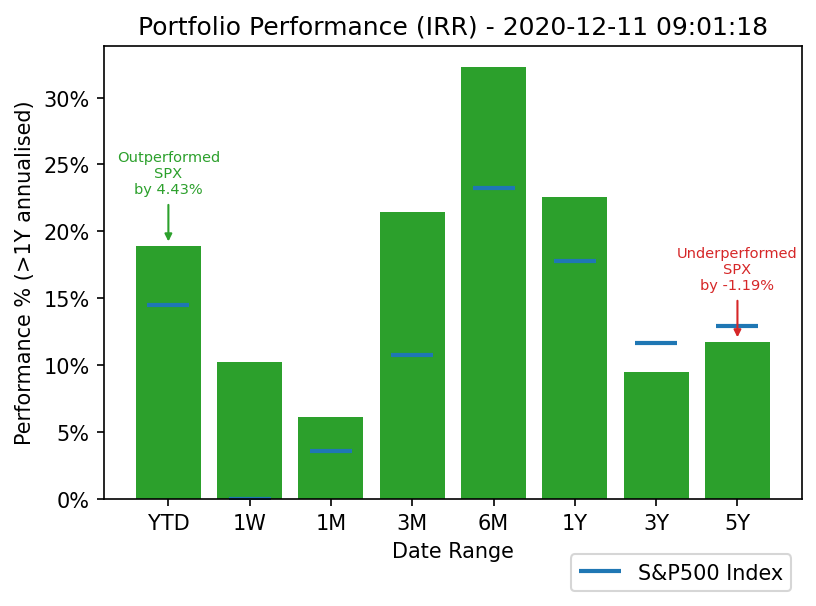 Portfolio Performance (IRR) - 2020-12-11 09:01:18
Performance % (>1Y annualised)
30%
25%
20%
15%
10%
5%
0%
Outperformed
SPX
by 4.43%
Underperformed
SPX
by -1.19%
YTD
1W
1M
3M
6M
1Y
3Y
5Y
Date Range
S&P500 Index